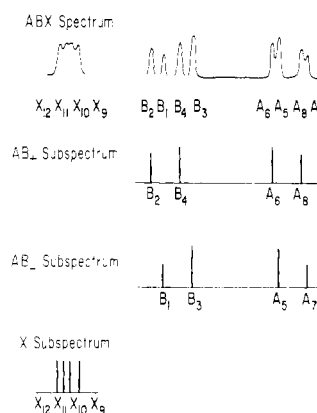 ABX Spectrum
X12 X11 X10 X9 B2 B1 B4 B3 A6 A5 A8 A
AB+ Subspectrum
B2 B4 A6 A8
AB− Subspectrum
B1 B3 A5 A7
X Subspectrum
X12 X11 X10 X9